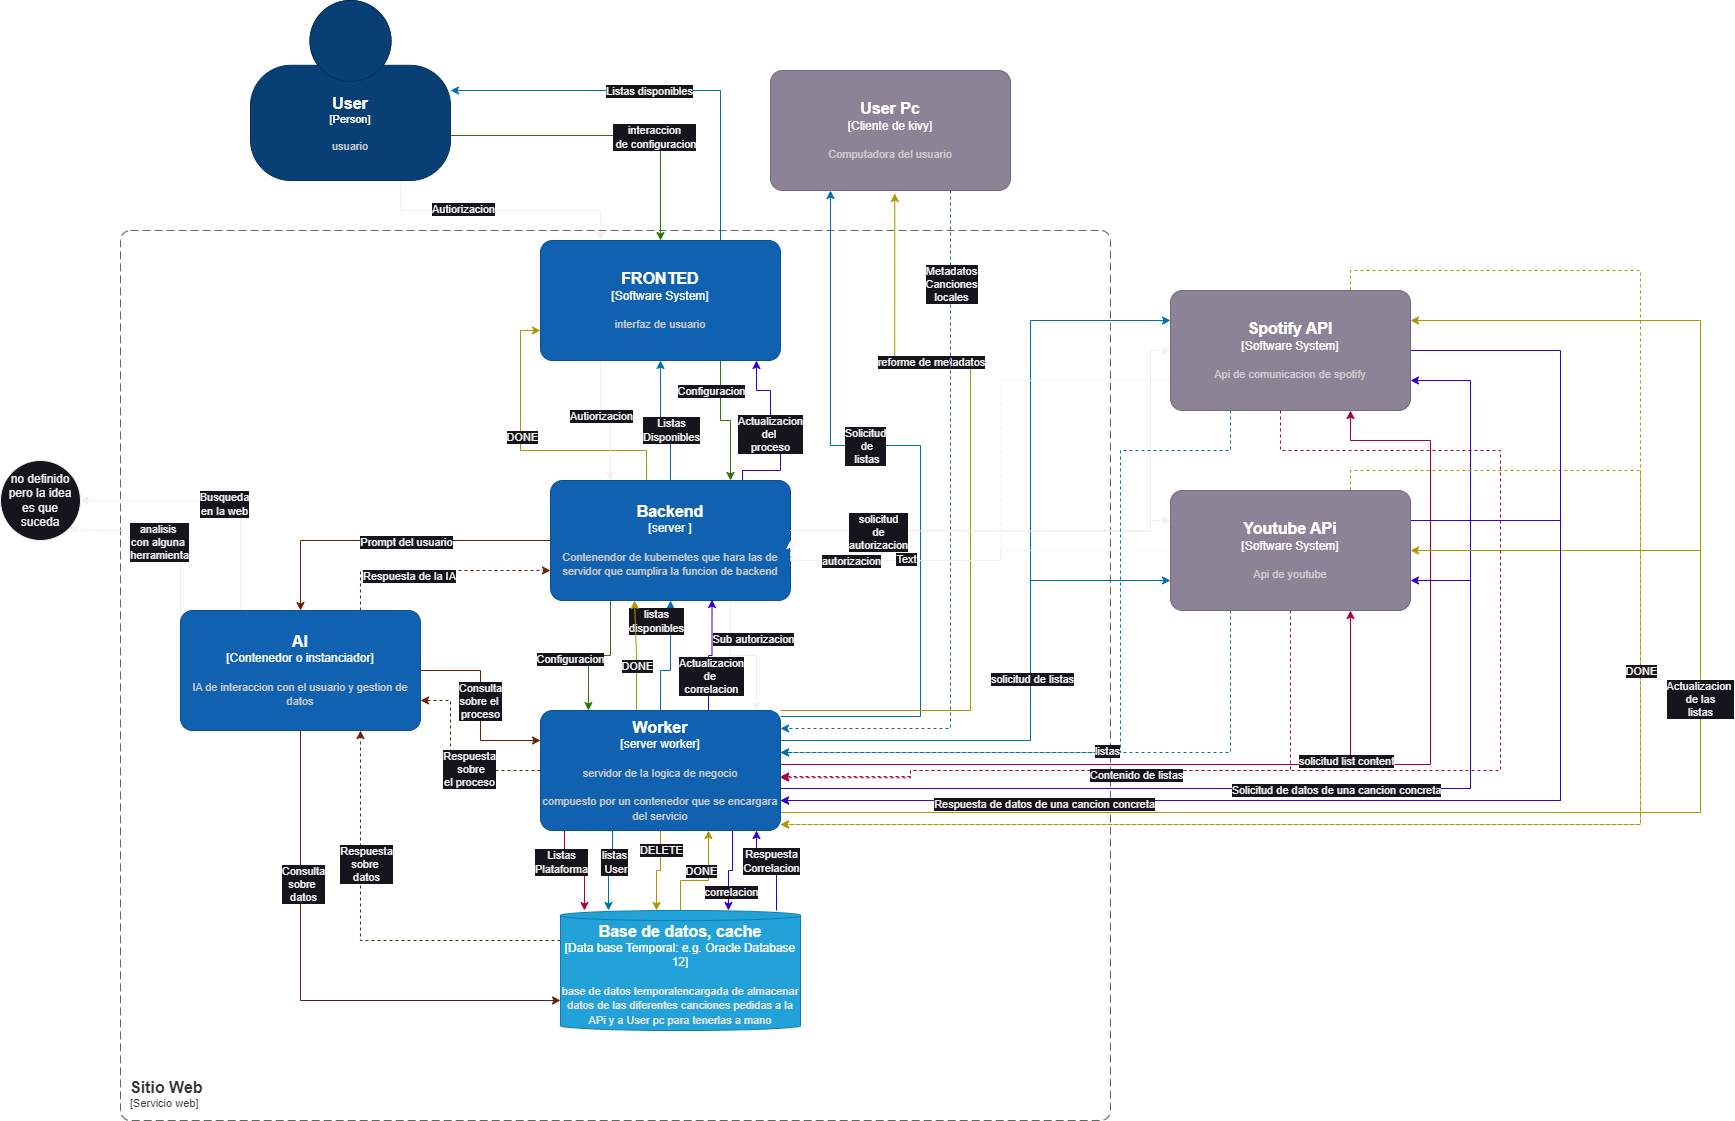 User
[Person]
usuario
Listas disponibles
interaccion
de configuracion
Autiorizacion
User Pc
[Cliente de kivy]
Computadora del usuario
FRONTED
[Software System]
interfaz de usuario
Metadatos
Canciones
locales
reforme de metadatos
Spotify API
[Software System]
Api de comunicacion de spotify
Configuracion
Autiorizacion
Listas
Disponibles
Actualizacion
del
proceso
DONE
Solicitud
de
listas
no definido
pero la idea
es que
suceda
Busqueda
en la web
analisis
con alguna
herramienta
Backend
[server ]
Contenendor de kubernetes que hara las de
servidor que cumplira la funcion de backend
solicitud
de
autorizacion
autorizacion
Text
Youtube APi
[Software System]
Api de youtube
Prompt del usuario
Respuesta de la IA
AI
[Contenedor o instanciador]
IA de interaccion con el usuario y gestion de
datos
listas
disponibles
Sub autorizacion
Configuracion
DONE
Actualizacion
de
correlacion
Consulta
sobre el
proceso
solicitud de listas
DONE
Actualizacion
de las
listas
Worker
[server worker]
servidor de la logica de negocio
compuesto por un contenedor que se encargara
del servicio
Respuesta
sobre
el proceso
listas
solicitud list content
Contenido de listas
Solicitud de datos de una cancion concreta
Respuesta de datos de una cancion concreta
Respuesta
sobre
datos
Consulta
sobre
datos
Listas
Plataforma
listas
User
DELETE
DONE
Respuesta
Correlacion
correlacion
Base de datos, cache
[Data base Temporal: e.g. Oracle Database
12]
base de datos temporalencargada de almacenar
datos de las diferentes canciones pedidas a la
APi y a User pc para tenerlas a mano
Sitio Web
[Servicio web]